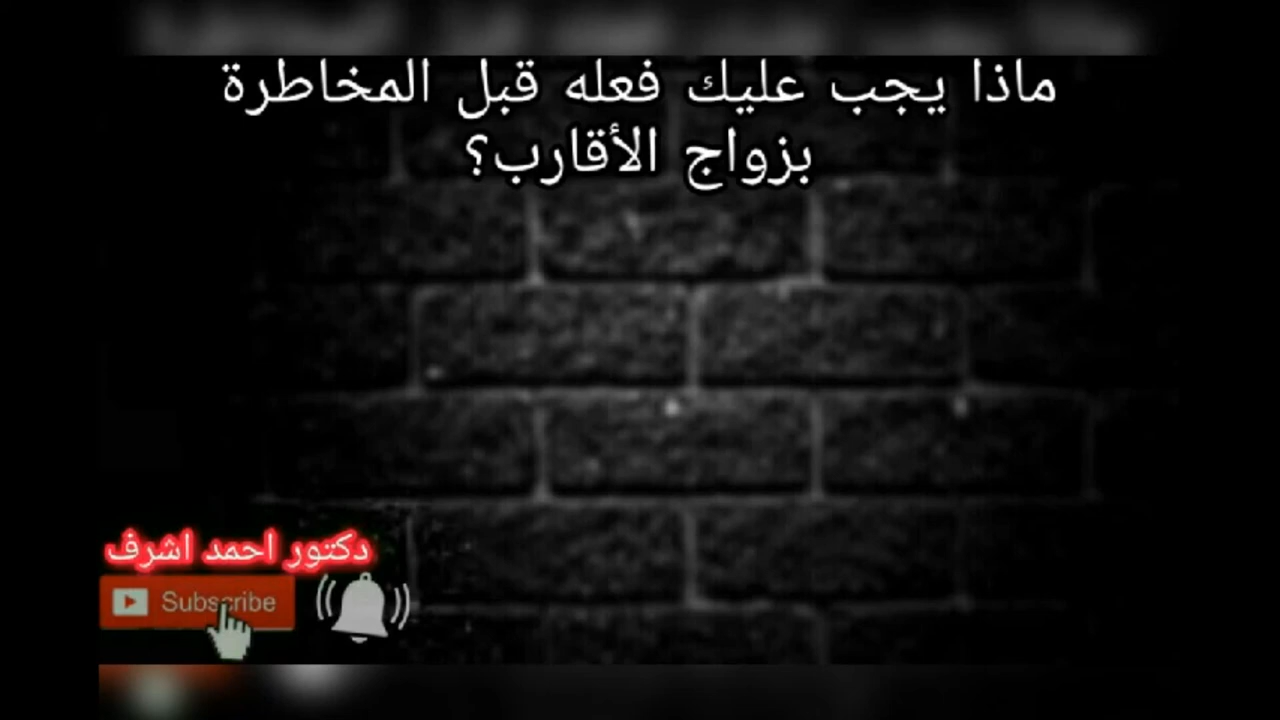 ماذا يجب عليك فعله قبل المخاطرة
بزواج الأقارب؟
دكتور احمد اشرف
Subscribe